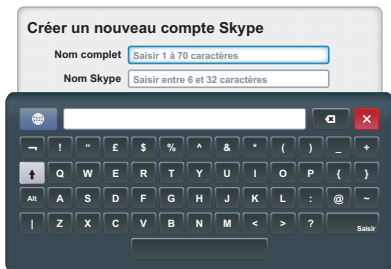 Créer un nouveau compte Skype
Nom complet Saisir 1 à 70 caractères
Nom Skype Saisir entre 6 et 32 caractères
¬ ! " £ $ % ^ & * ( ) _ +
Q W E R T Y U I O P { }
Alt A S D F G H J K L : @ ~
| Z X C V B N M < > ? Saisir